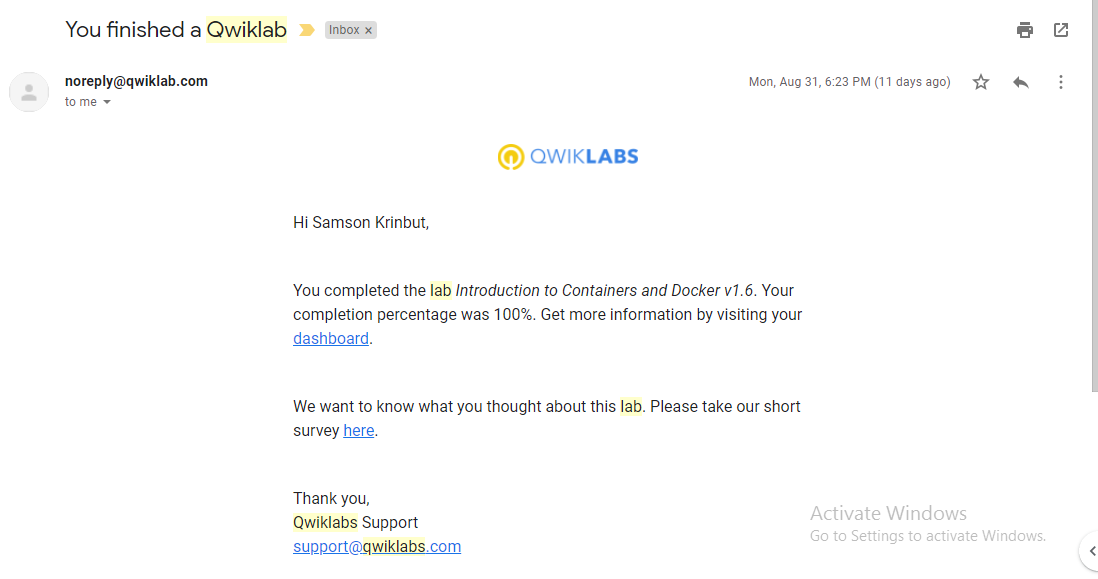 You finished a Qwiklab Inbox x
noreply@qwiklab.com Mon, Aug 31, 6:23 PM (11 days ago)
to me
QWIKLABS
Hi Samson Krinbut,
You completed the lab Introduction to Containers and Docker v1.6. Your
completion percentage was 100%. Get more information by visiting your
dashboard.
We want to know what you thought about this lab. Please take our short
survey here.
Thank you,
Qwiklabs Support
support@qwiklabs.com
Activate Windows
Go to Settings to activate Windows.